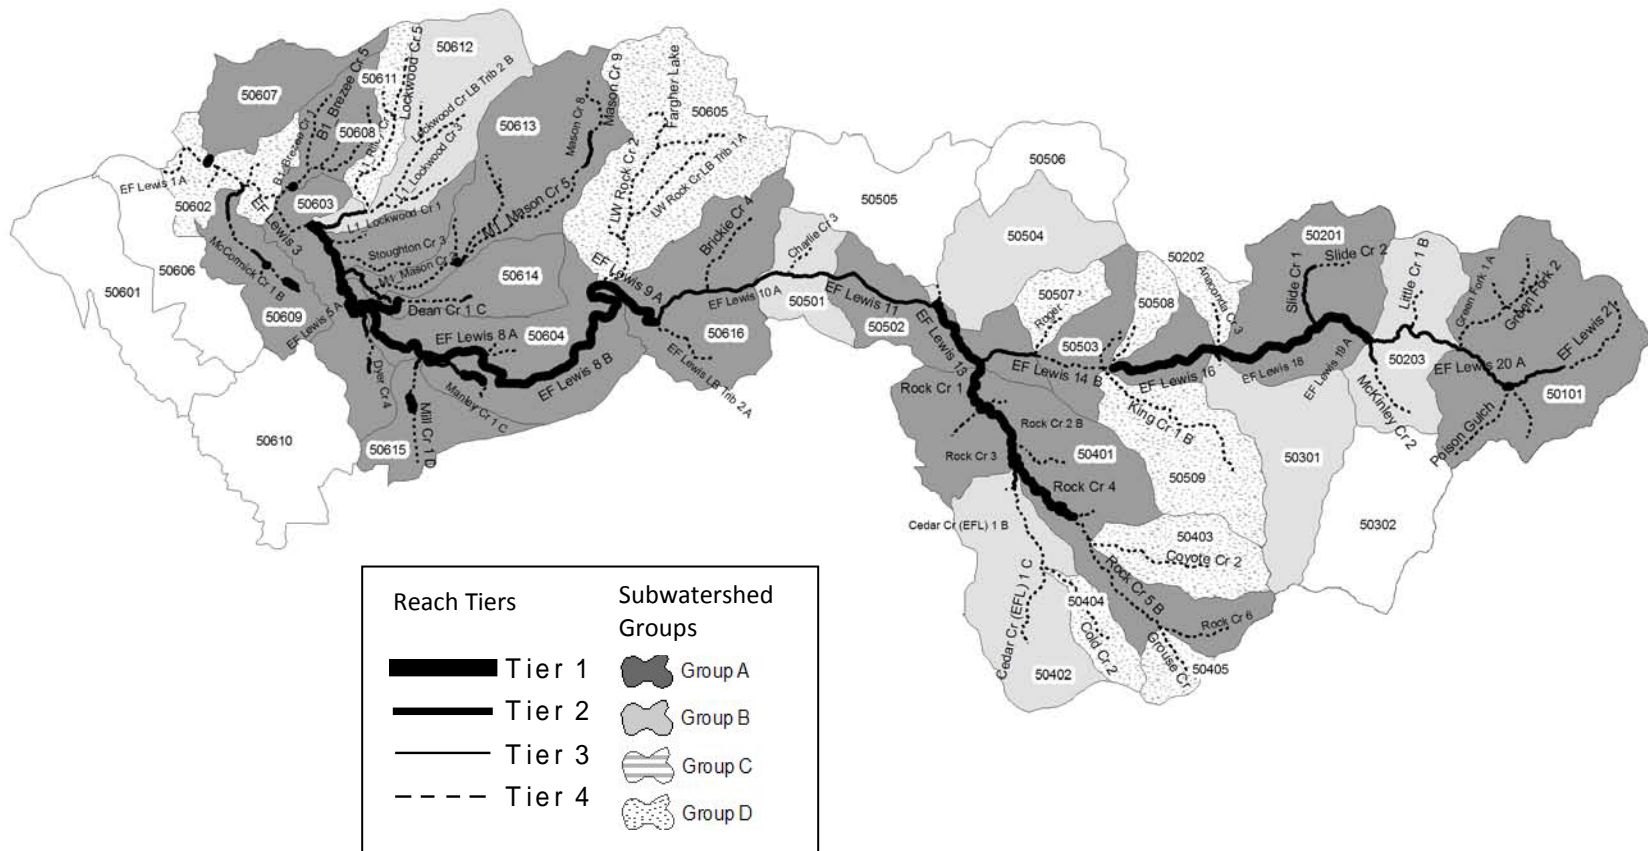 50607
50612
50611
Lockwood Cr 5
B1 Brezee Cr 5
Lockwood Cr LB Trib 2 B
50608
50613
Mason Cr 8
Mason Cr 9
Fargher Lake
50605
LW Rock Cr 2
LW Rock Cr LB Trib 1 A
Lockwood Cr 3
EF Lewis 1 A
50602
EF Lewis 3
50603
L1_Lockwood Cr 1
Stoughton Cr 3
M1_Mason Cr 2
M1_Mason Cr 5
McCormick Cr 1 B
50606
50601
50609
EF Lewis 5 A
50614
Dean Cr 1 C
EF Lewis 8 A
50604
EF Lewis 8 B
Dyer Cr 4
Manley Cr 1 C
Mill Cr 1 D
50610
50615
EF Lewis 9 A
Brickie Cr 4
EF Lewis 10 A
50616
EF Lewis LB Trib 2 A
Charlie Cr 3
50501
50505
50506
50504
EF Lewis 11
50502
EF Lewis 13
50507
50503
EF Lewis 14 B
50508
50202
Anaconda Cr 3
EF Lewis 16
EF Lewis 18
50201
Slide Cr 1
Slide Cr 2
EF Lewis 19 A
Little Cr 1 B
50203
McKinley Cr 2
Green Fork 1 A
Green Fork 2
EF Lewis 20 A
EF Lewis 21
50101
Poison Gulch
50302
50301
King Cr 1 B
50509
Rock Cr 1
Rock Cr 2 B
Rock Cr 3
50401
Rock Cr 4
Cedar Cr (EFL) 1 B
50403
Coyote Cr 2
Rock Cr 5 B
Rock Cr 6
50404
Cold Cr 2
Cedar Cr (EFL) 1 C
50402
Grouse Cr
50405
Reach Tiers
Tier 1
Tier 2
Tier 3
Tier 4
Subwatershed
Groups
Group A
Group B
Group C
Group D